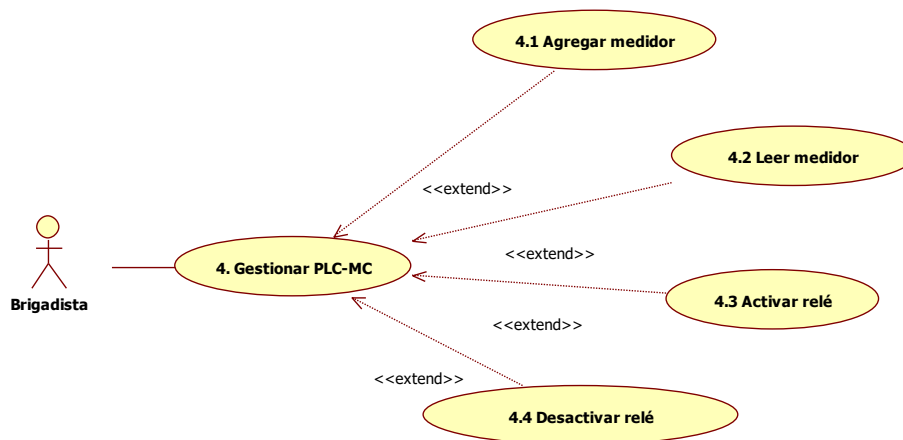 4.1 Agregar medidor
4.2 Leer medidor
<<extend>>
<<extend>>
4. Gestionar PLC-MC
Brigadista
4.3 Activar relé
<<extend>>
<<extend>>
4.4 Desactivar relé